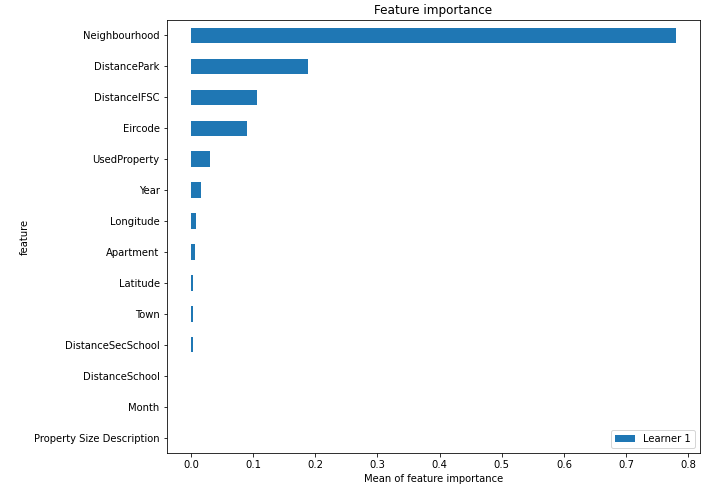 Feature importance
Neighbourhood
DistancePark
DistanceIFSC
Eircode
UsedProperty
Year
Longitude
Apartment
Latitude
Town
DistanceSecSchool
DistanceSchool
Month
Property Size Description
feature
Learner 1
0.0 0.1 0.2 0.3 0.4 0.5 0.6 0.7 0.8
Mean of feature importance